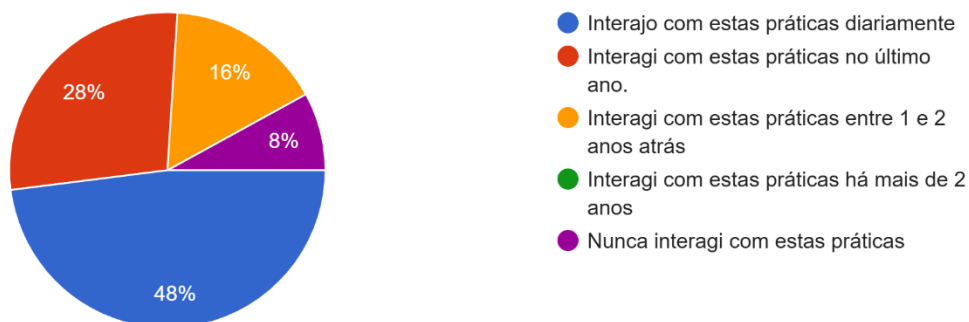 28%
16%
8%
48%
Interajo com estas práticas diariamente
Interagi com estas práticas no último
ano.
Interagi com estas práticas entre 1 e 2
anos atrás
Interagi com estas práticas há mais de 2
anos
Nunca interagi com estas práticas